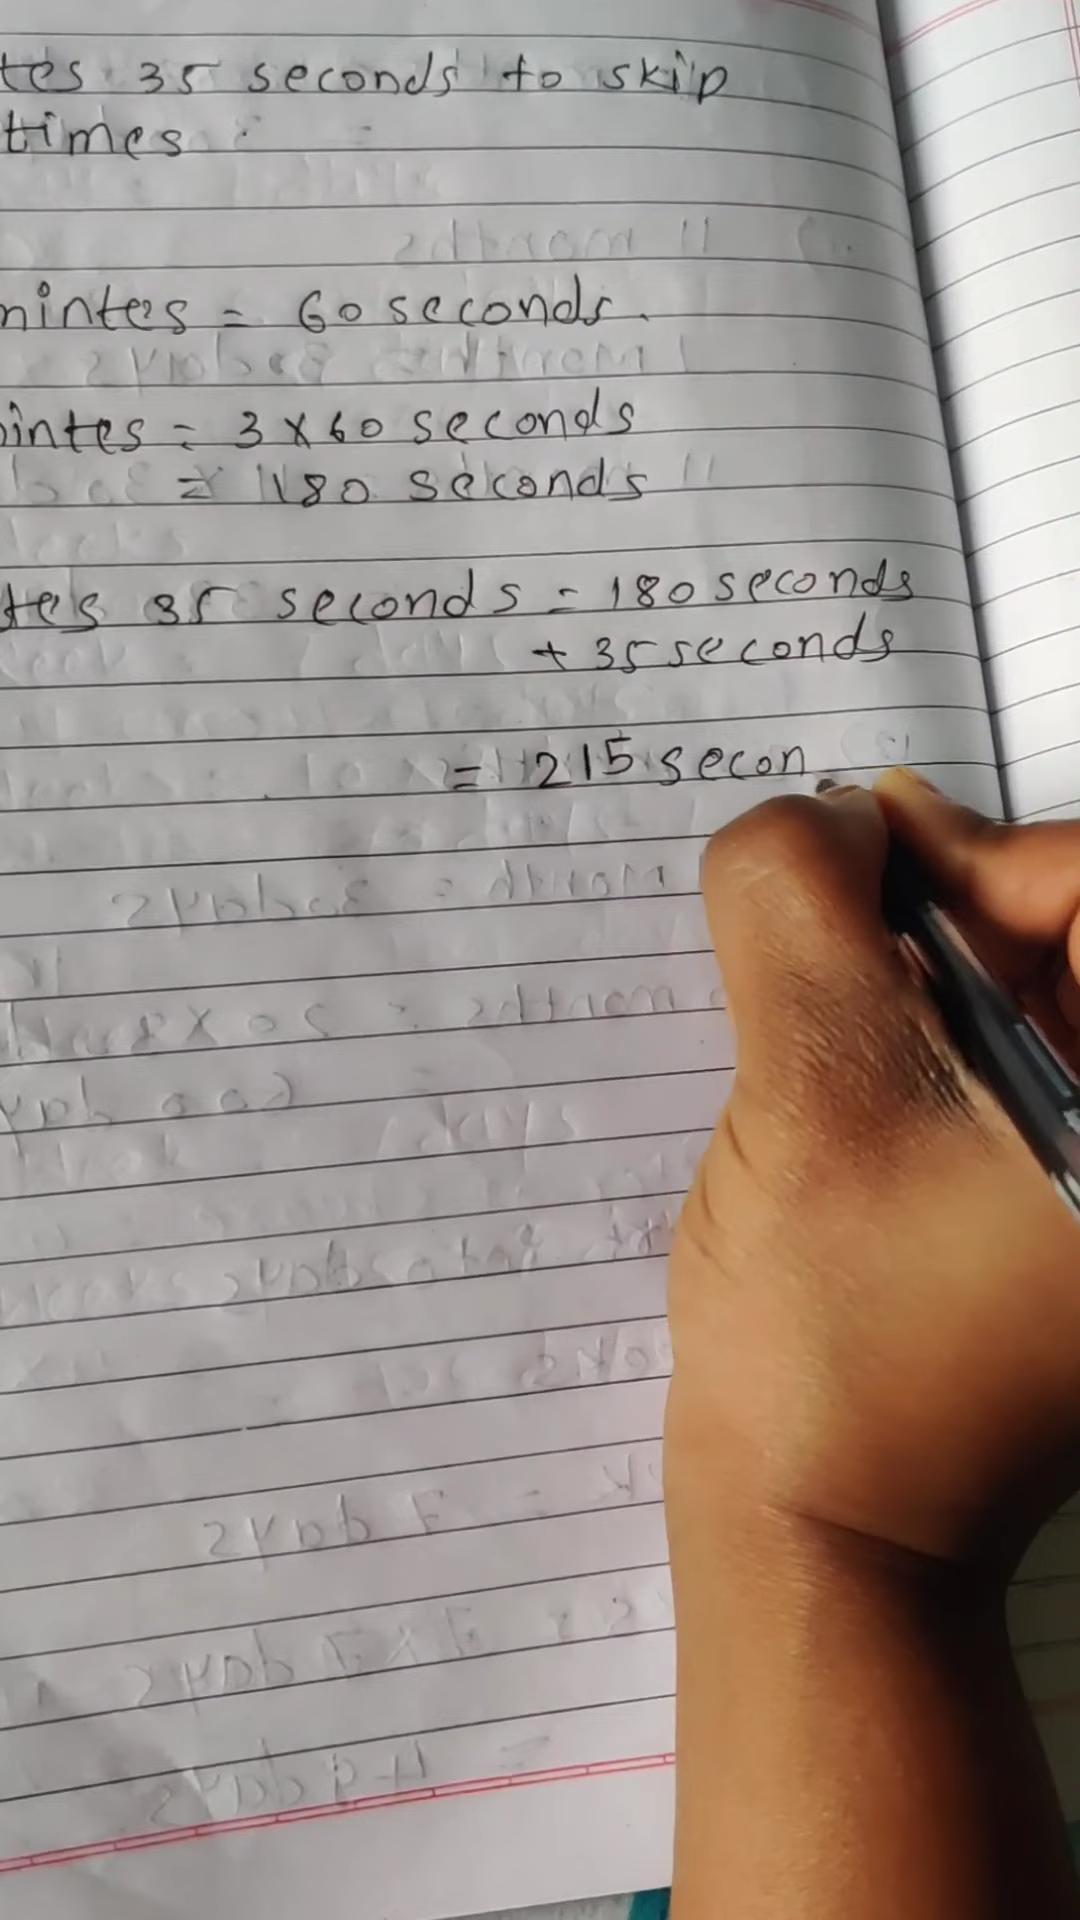 tes 35 seconds to skip
times.
mintes = 60 seconds.
intes = 3 x 60 seconds
= 180 seconds
tes 35 seconds = 180 seconds
+ 35 seconds
= 215 secon